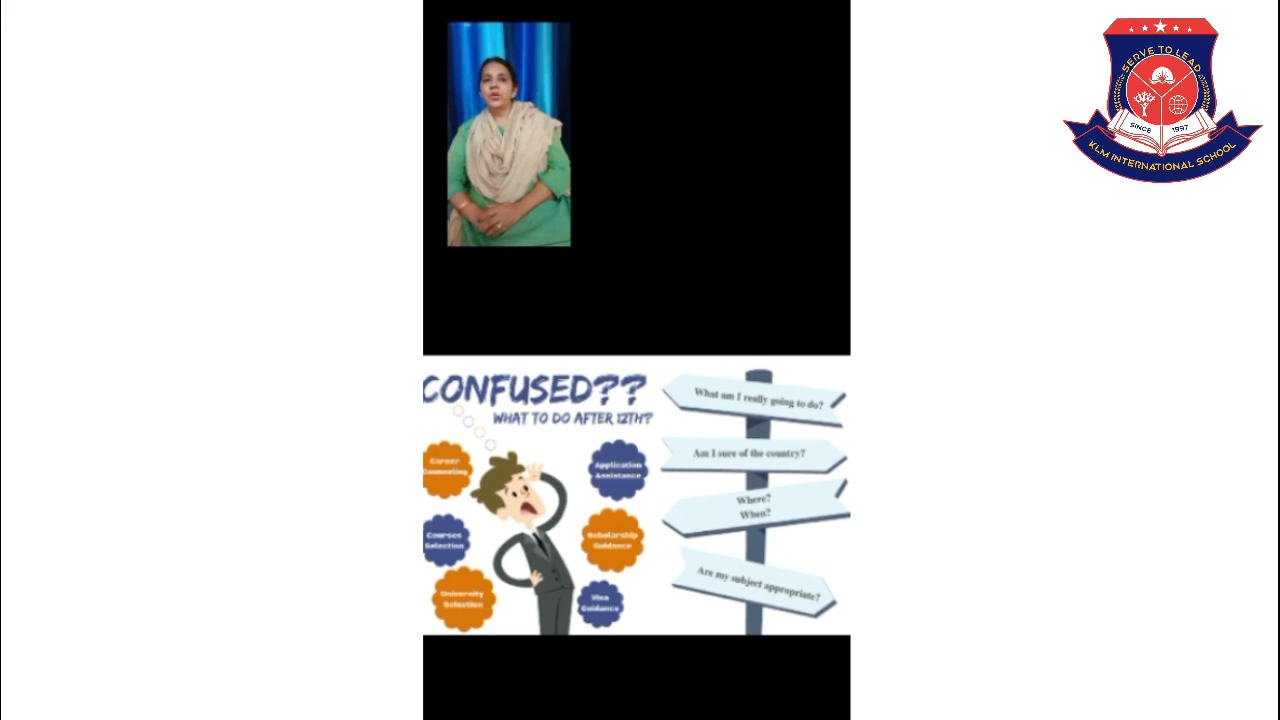 SERVE TO LEAD
SINCE 1997
KLM INTERNATIONAL SCHOOL
CONFUSED??
WHAT TO DO AFTER 12TH?
Career
Counseling
Application
Assistance
Courses
Selection
Scholarship
Guidance
University
Selection
Visa
Guidance
What am I really going to do?
Am I sure of the country?
Where?
When?
Are my subject appropriate?